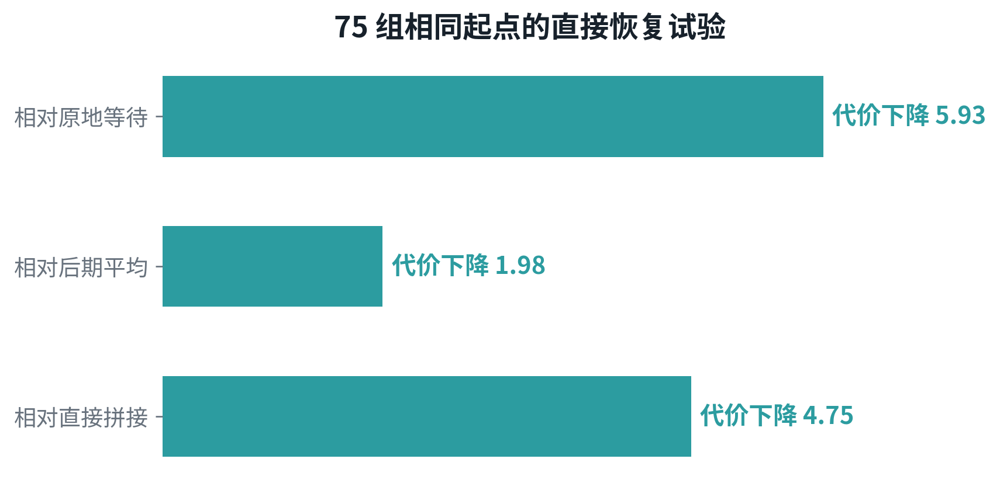 75 组相同起点的直接恢复试验
相对原地等待
代价下降 5.93
相对后期平均
代价下降 1.98
相对直接拼接
代价下降 4.75